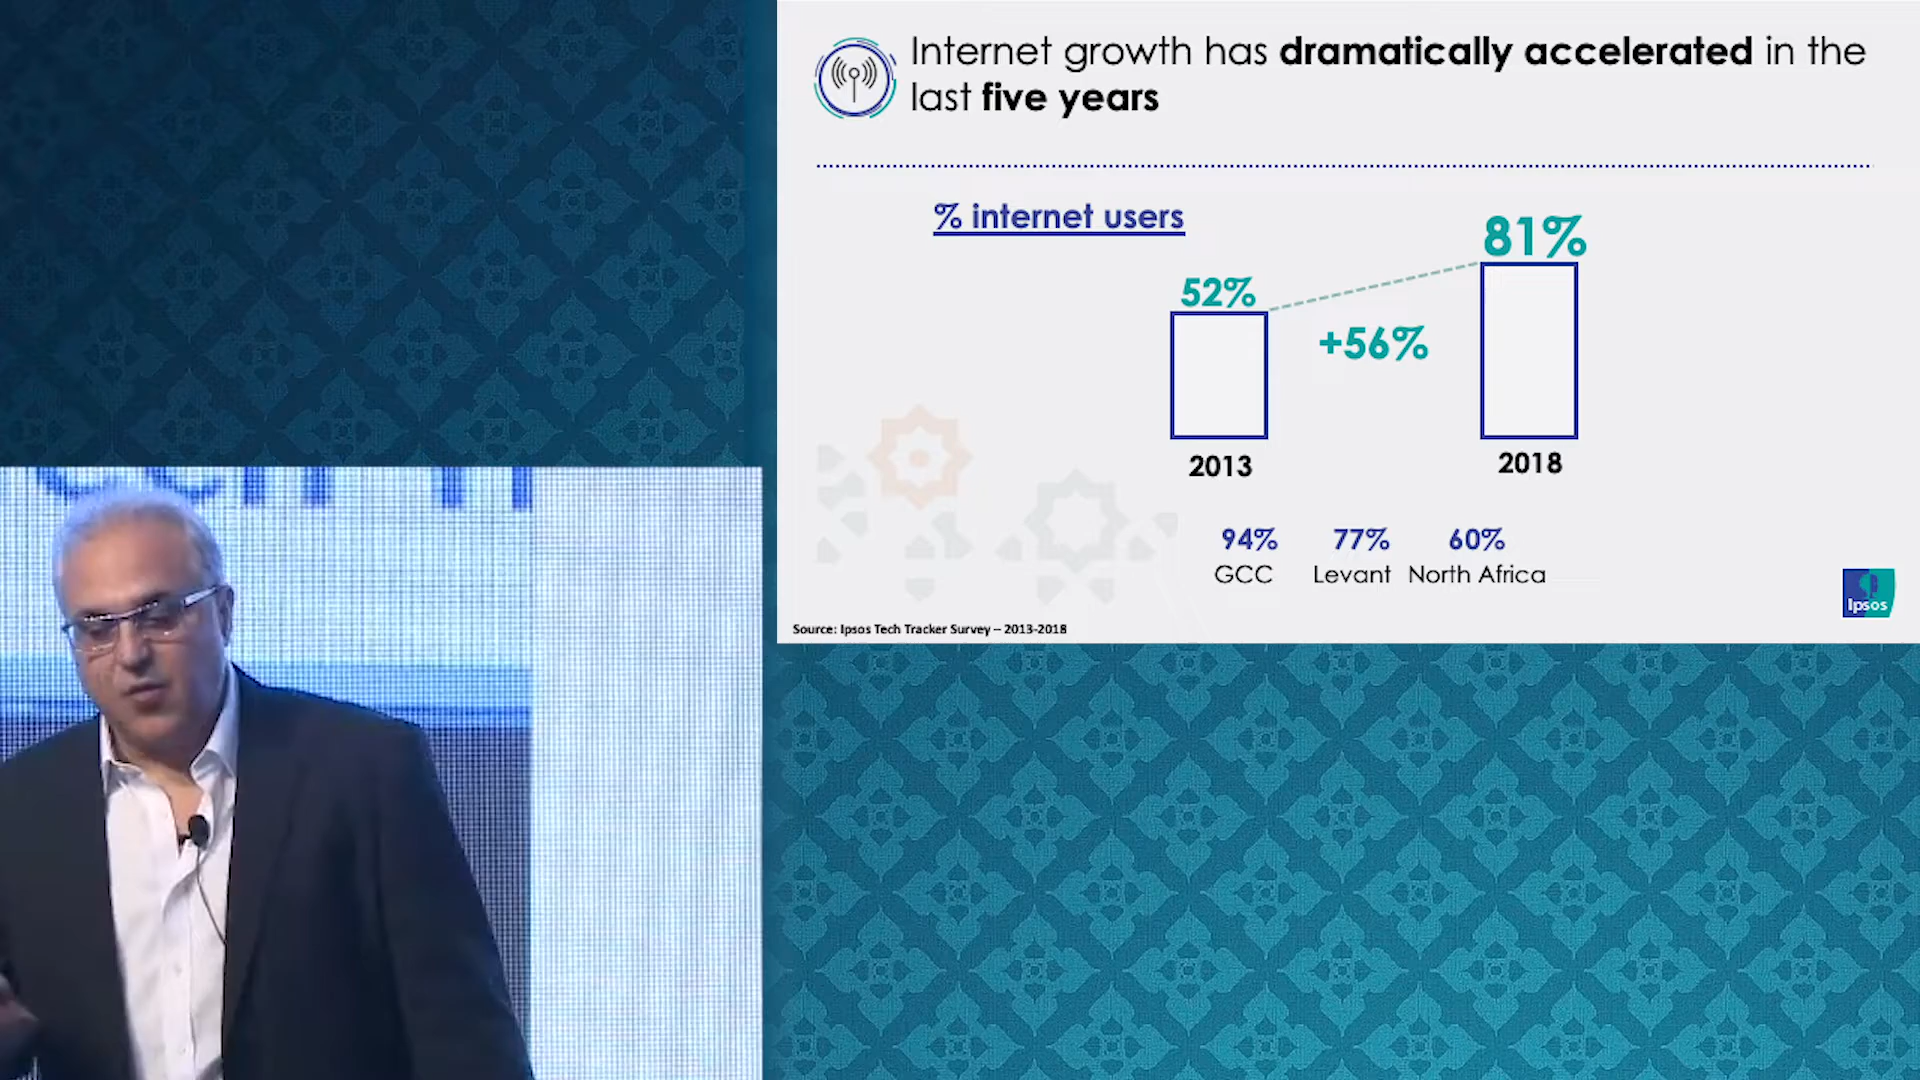 Internet growth has dramatically accelerated in the
last five years
% internet users
81%
52%
+56%
2013
2018
94%
77%
60%
GCC
Levant
North Africa
Ipsos
Source: Ipsos Tech Tracker Survey – 2013-2018